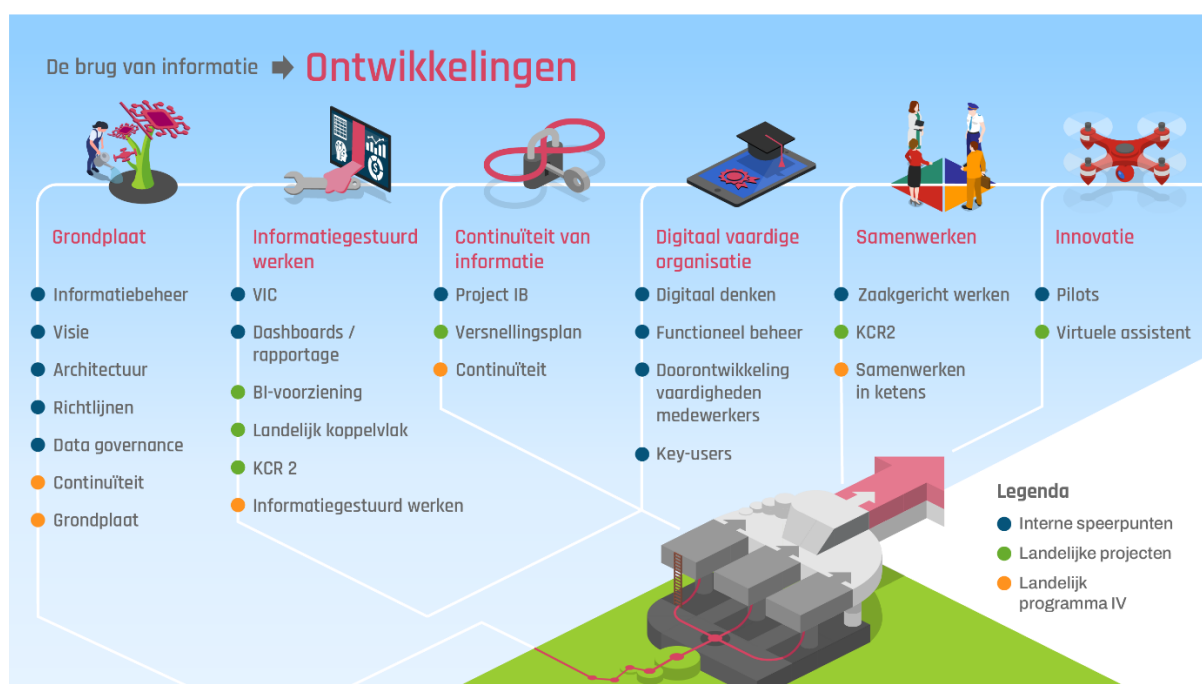 De brug van informatie
Ontwikkelingen
Grondplaat
Informatiebeheer
Visie
Architectuur
Richtlijnen
Data governance
Continuïteit
Grondplaat
Informatiegestuurd
werken
VIC
Dashboards /
rapportage
BI-voorziening
Landelijk koppelvlak
KCR 2
Informatiegestuurd werken
Continuïteit van
informatie
Project IB
Versnellingsplan
Continuïteit
Digitaal vaardige
organisatie
Digitaal denken
Functioneel beheer
Doorontwikkeling
vaardigheden
medewerkers
Key-users
Samenwerken
Zaakgericht werken
KCR2
Samenwerken
in ketens
Innovatie
Pilots
Virtuele assistent
Legenda
Interne speerpunten
Landelijke projecten
Landelijk
programma IV